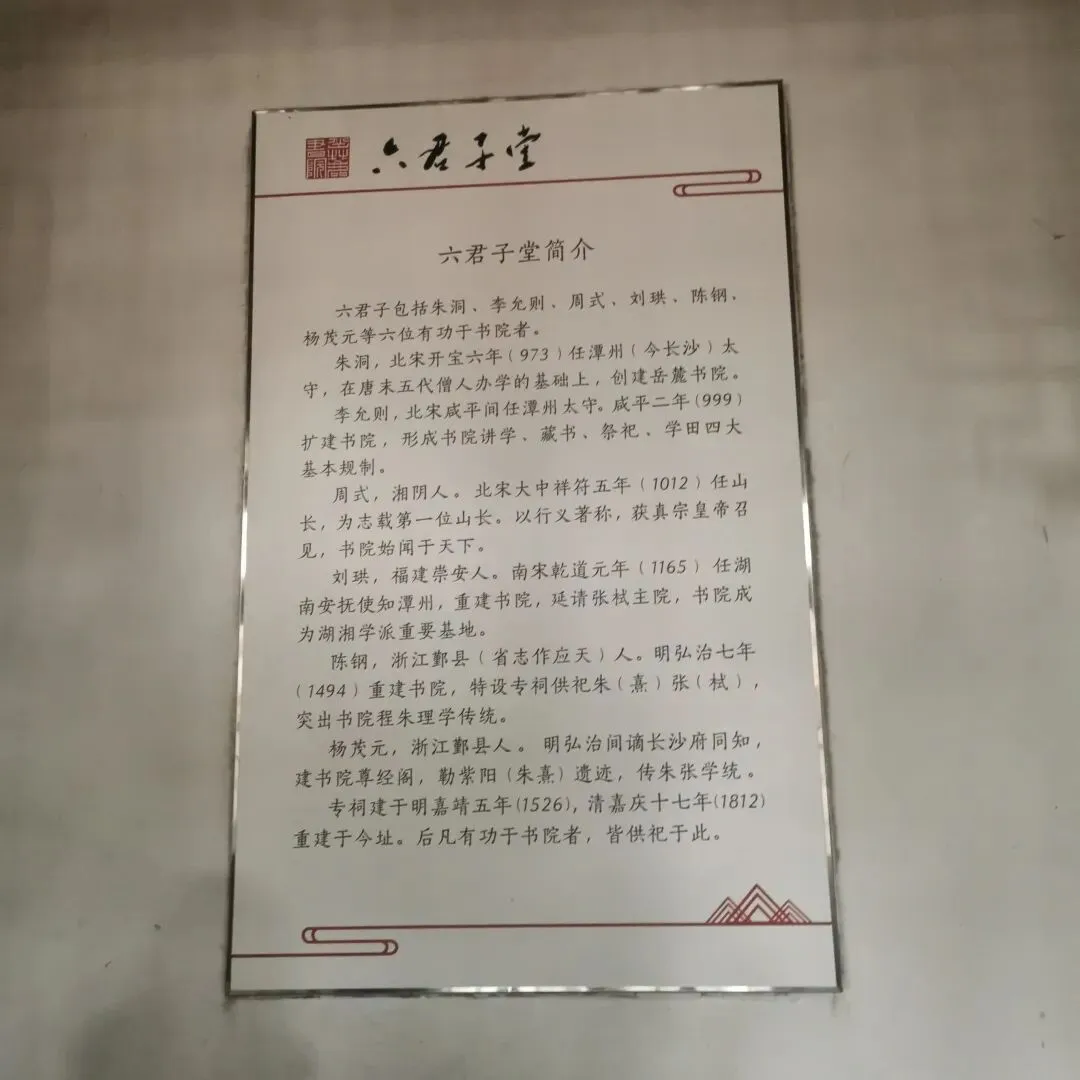 岳麓書院
六君子堂
六君子堂简介
六君子包括朱洞、李允则、周式、刘珙、陈钢、
杨茂元等六位有功于书院者。
朱洞，北宋开宝六年(973)任潭州(今长沙)太
守，在唐末五代僧人办学的基础上，创建岳麓书院。
李允则，北宋咸平间任潭州太守。咸平二年(999)
扩建书院，形成书院讲学、藏书、祭祀、学田四大
基本规制。
周式，湘阴人。北宋大中祥符五年(1012)任山
长，为志载第一位山长。以行义著称，获真宗皇帝召
见，书院始闻于天下。
刘珙，福建崇安人。南宋乾道元年(1165)任湖
南安抚使知潭州，重建书院，延请张栻主院，书院成
为湖湘学派重要基地。
陈钢，浙江鄞县(省志作应天)人。明弘治七年
(1494)重建书院，特设专祠供祀朱(熹)张(栻)，
突出书院程朱理学传统。
杨茂元，浙江鄞县人。明弘治间谪长沙府同知，
建书院尊经阁，勒紫阳(朱熹)遗迹，传朱张学统。
专祠建于明嘉靖五年(1526)，清嘉庆十七年(1812)
重建于今址。后凡有功于书院者，皆供祀于此。